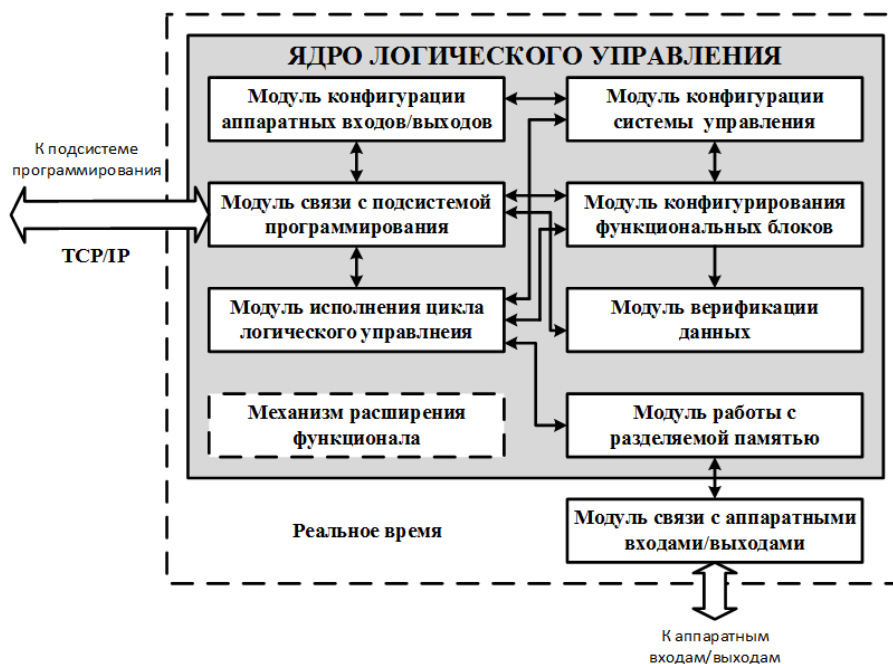 ЯДРО ЛОГИЧЕСКОГО УПРАВЛЕНИЯ
Модуль конфигурации
аппаратных входов/выходов
Модуль конфигурации
системы управления
К подсистеме
программирования
TCP/IP
Модуль связи с подсистемой
программирования
Модуль конфигурирования
функциональных блоков
Модуль исполнения цикла
логического управлнеия
Модуль верификации
данных
Механизм расширения
функционала
Модуль работы с
разделяемой памятью
Реальное время
Модуль связи с аппаратными
входами/выходами
К аппаратным
входам/выходам